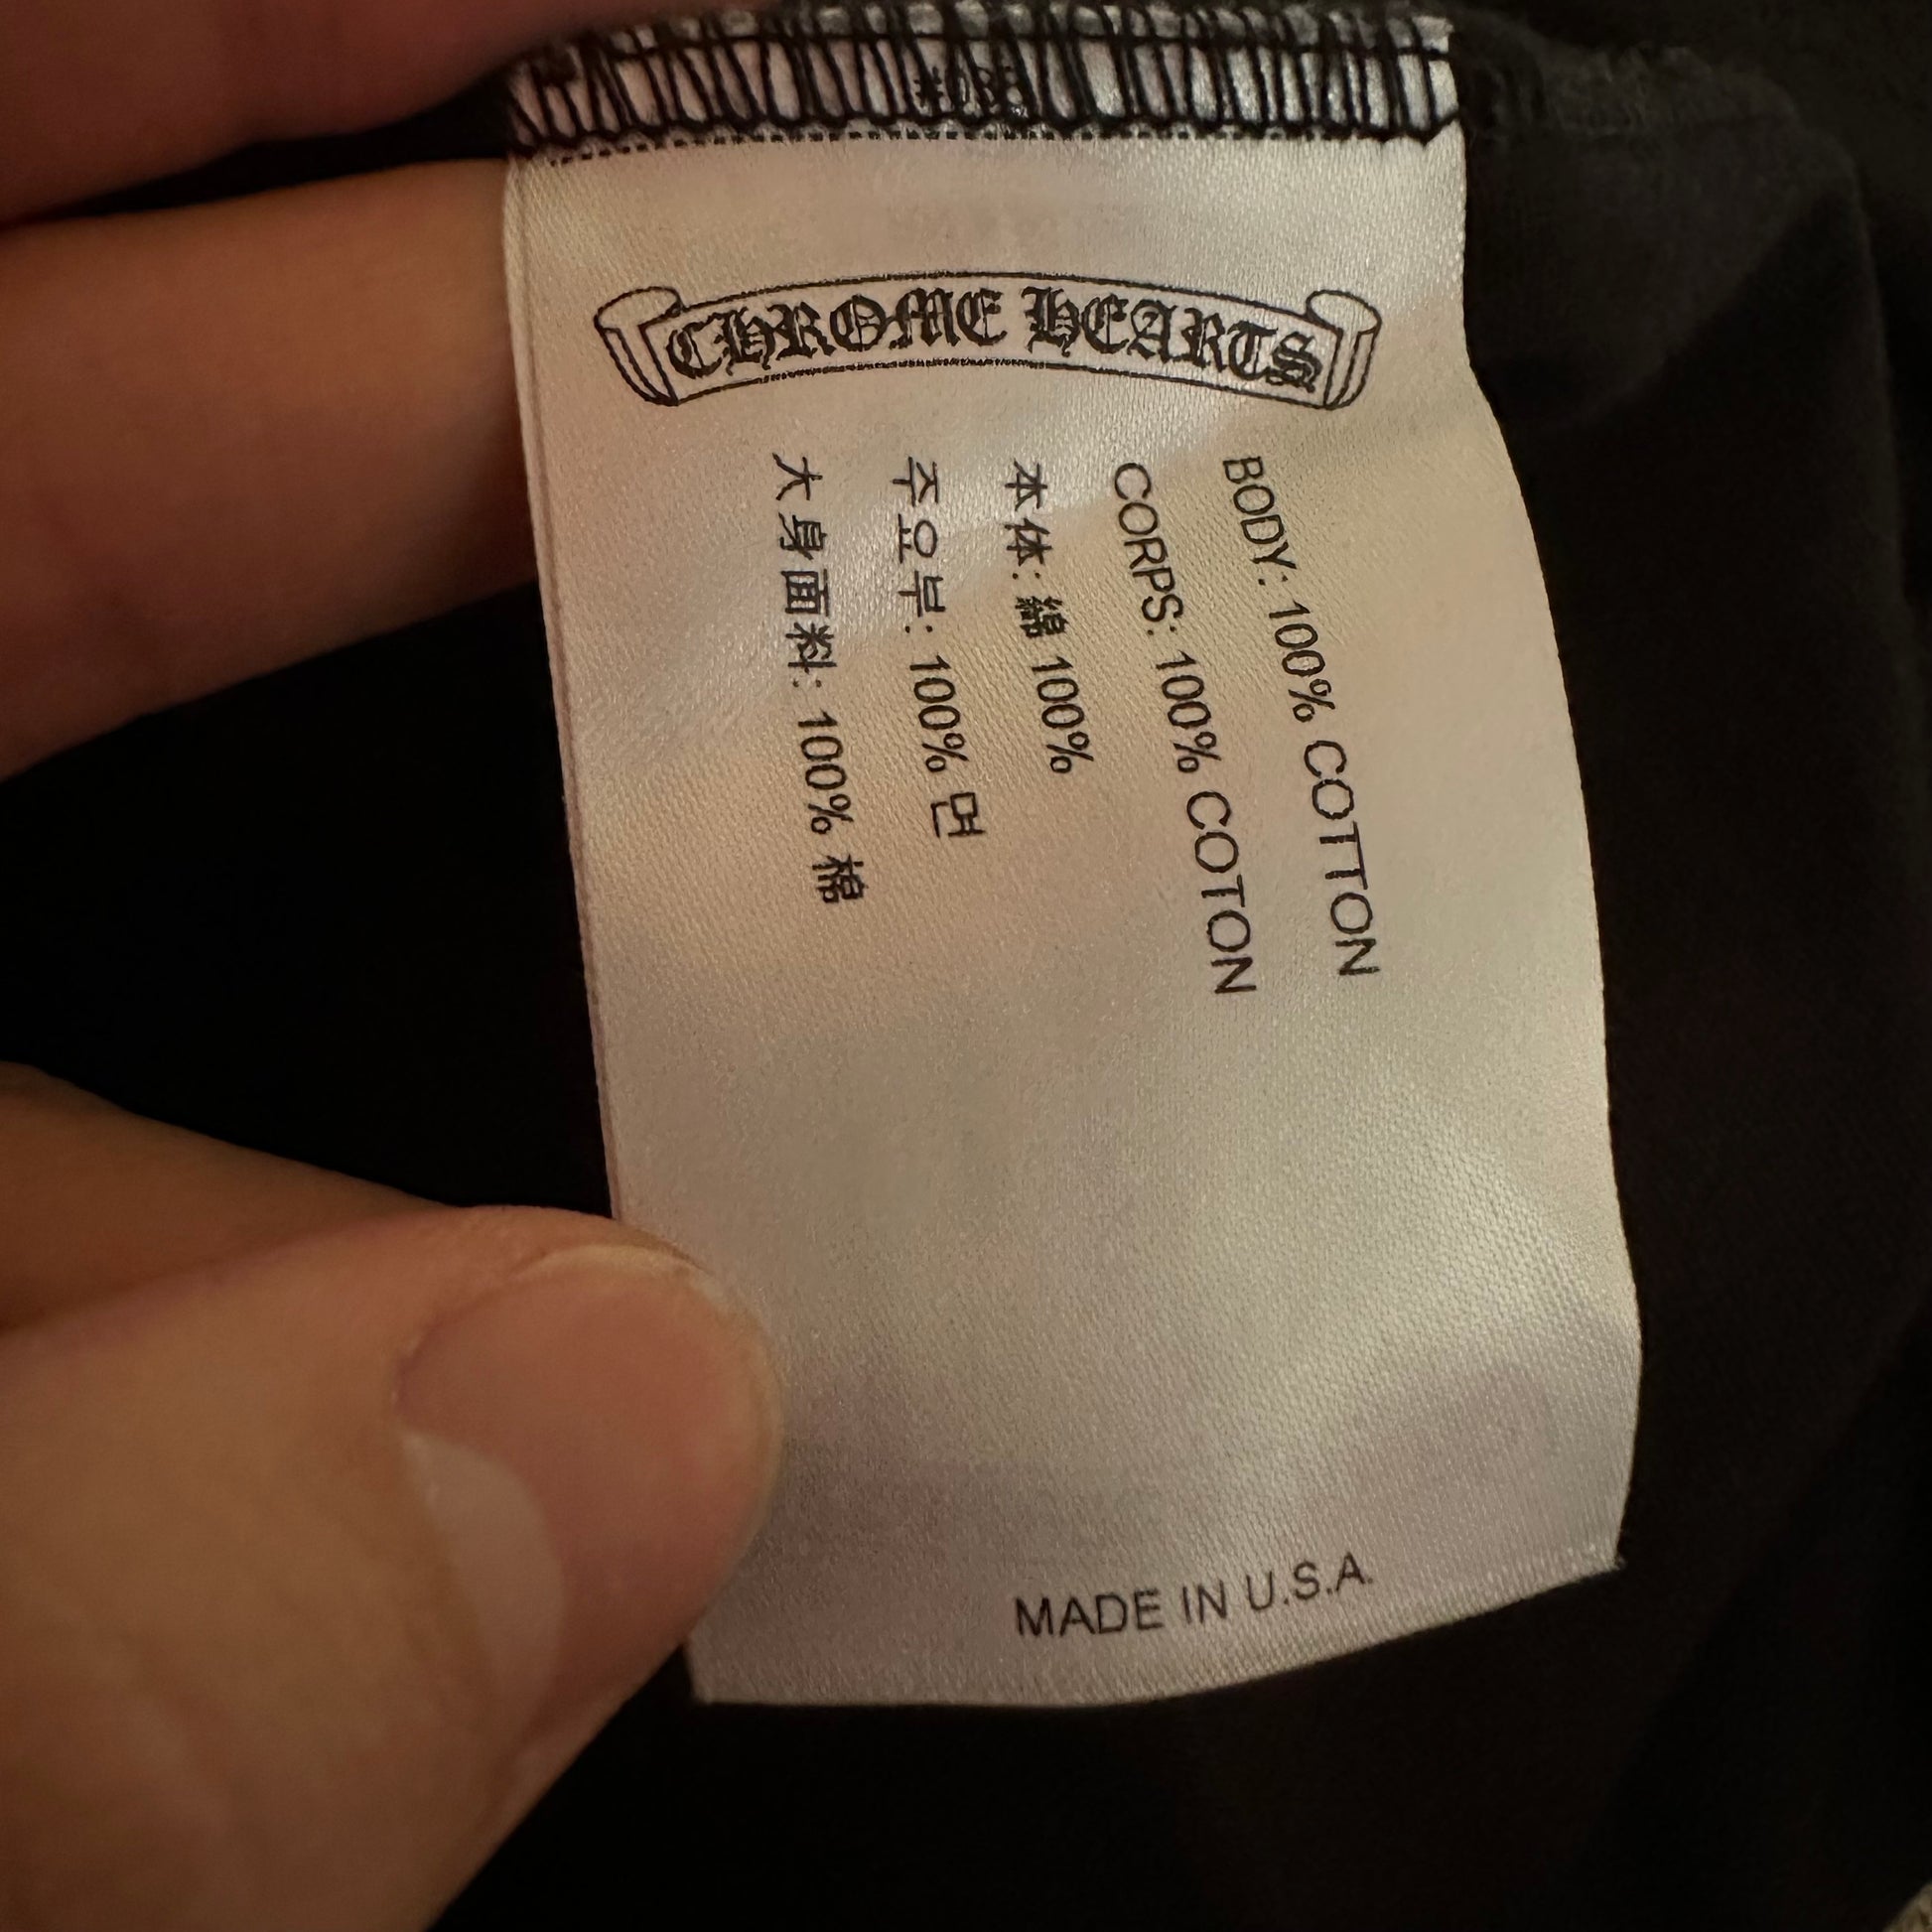 CHROME HEARTS
BODY: 100% COTTON
CORPS: 100% COTON
本体: 綿 100%
주요부: 100% 면
大身面料: 100% 棉
MADE IN U.S.A.